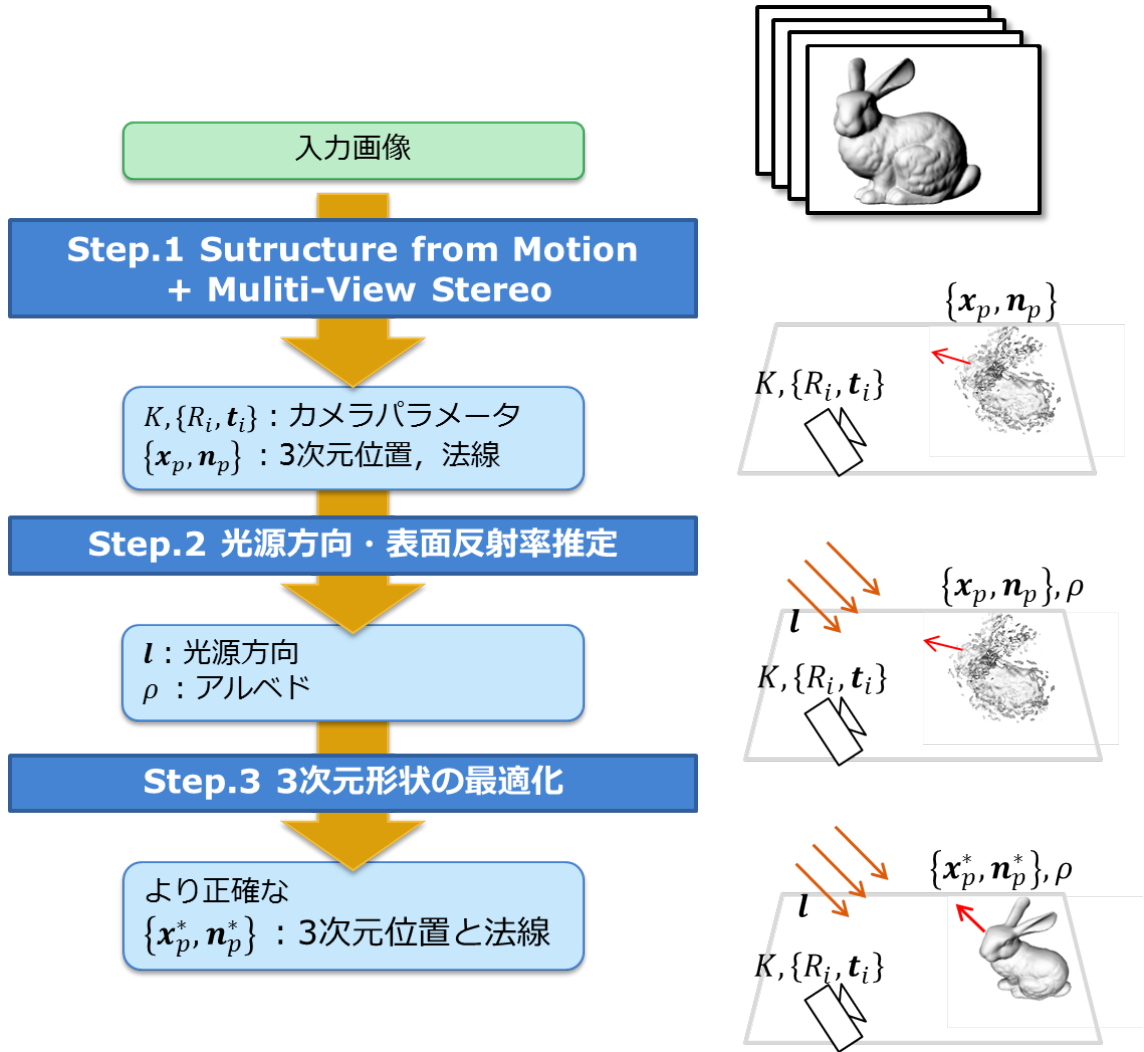 入力画像
Step.1 Sutructure from Motion
+ Muliti-View Stereo
{x_p, n_p}
K, {R_i, t_i}
K, {R_i, t_i} : カメラパラメータ
{x_p, n_p} : 3次元位置，法線
Step.2 光源方向・表面反射率推定
{x_p, n_p}, ρ
l
K, {R_i, t_i}
l : 光源方向
ρ : アルベド
Step.3 3次元形状の最適化
{x_p^*, n_p^*}, ρ
l
K, {R_i, t_i}
より正確な
{x_p^*, n_p^*} : 3次元位置と法線